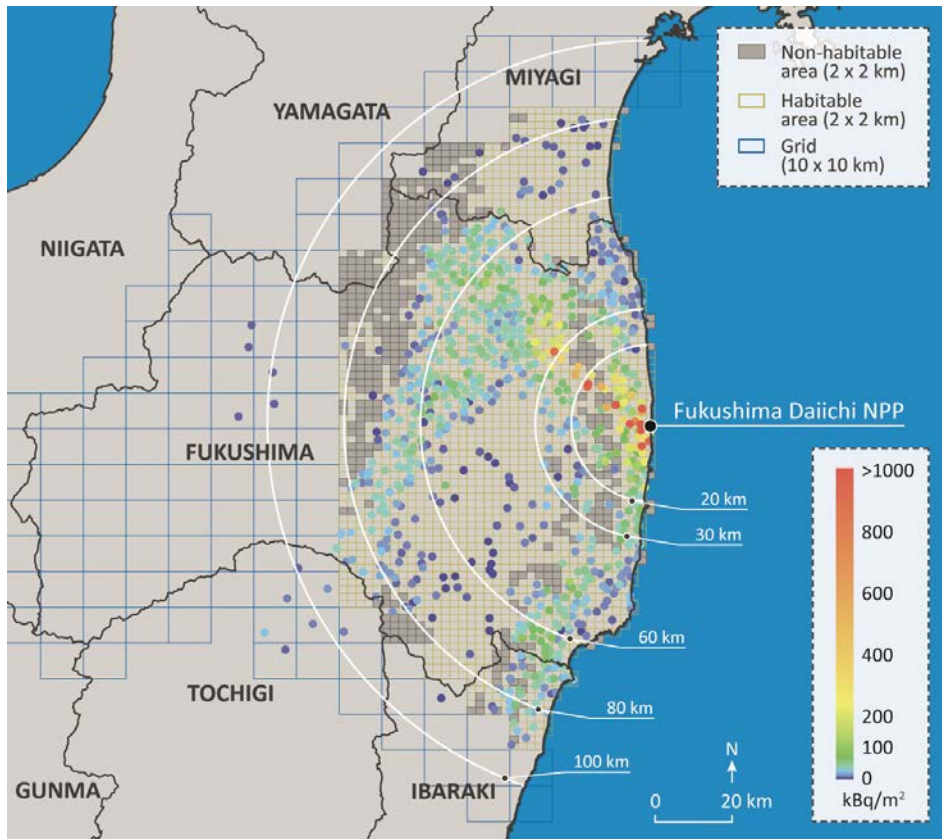 MIYAGI
YAMAGATA
NIIGATA
FUKUSHIMA
TOCHIGI
GUNMA
IBARAKI
Non-habitable
area (2 x 2 km)
Habitable
area (2 x 2 km)
Grid
(10 x 10 km)
Fukushima Daiichi NPP
20 km
30 km
60 km
80 km
100 km
N
0 20 km
>1000
800
600
400
200
100
0
kBq/m²